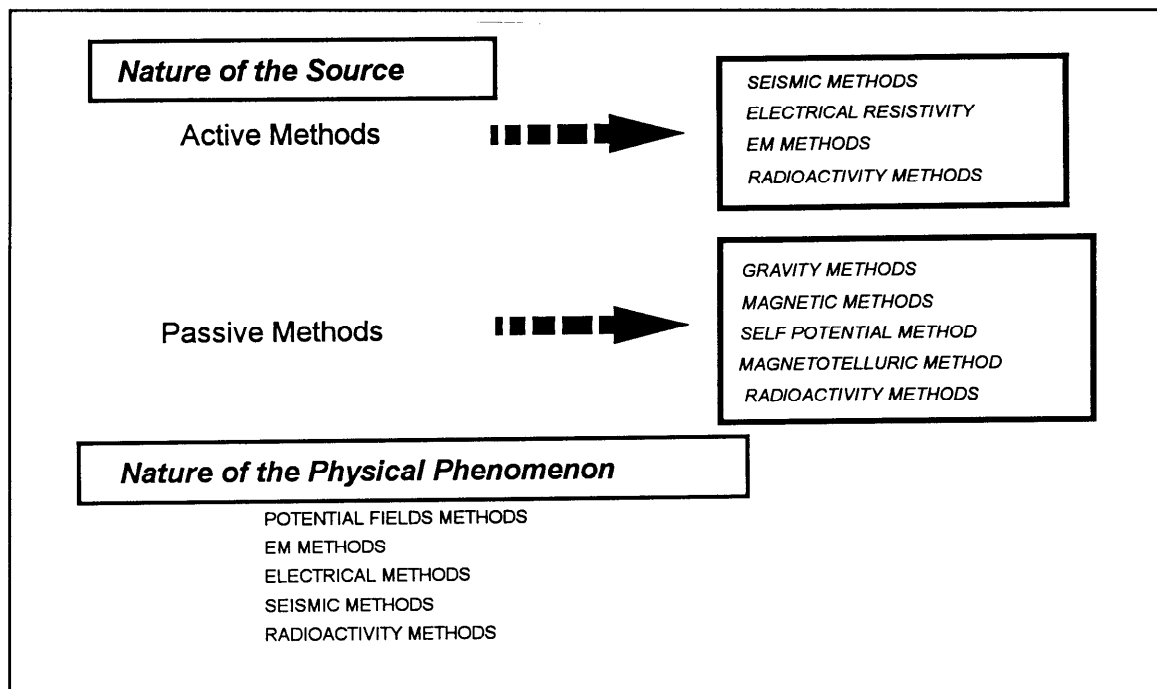 Nature of the Source
Active Methods
SEISMIC METHODS
ELECTRICAL RESISTIVITY
EM METHODS
RADIOACTIVITY METHODS
Passive Methods
GRAVITY METHODS
MAGNETIC METHODS
SELF POTENTIAL METHOD
MAGNETOTELLURIC METHOD
RADIOACTIVITY METHODS
Nature of the Physical Phenomenon
POTENTIAL FIELDS METHODS
EM METHODS
ELECTRICAL METHODS
SEISMIC METHODS
RADIOACTIVITY METHODS